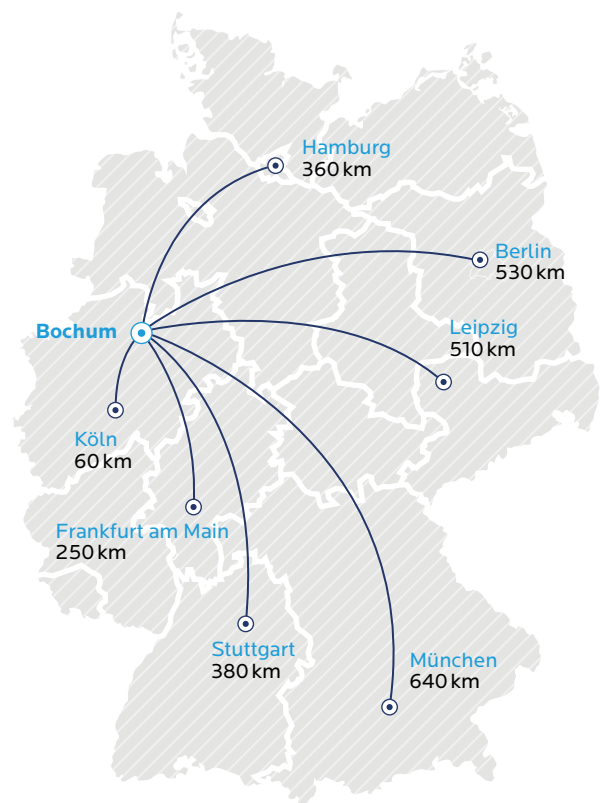 Hamburg
360 km
Berlin
530 km
Bochum
Leipzig
510 km
Köln
60 km
Frankfurt am Main
250 km
Stuttgart
380 km
München
640 km